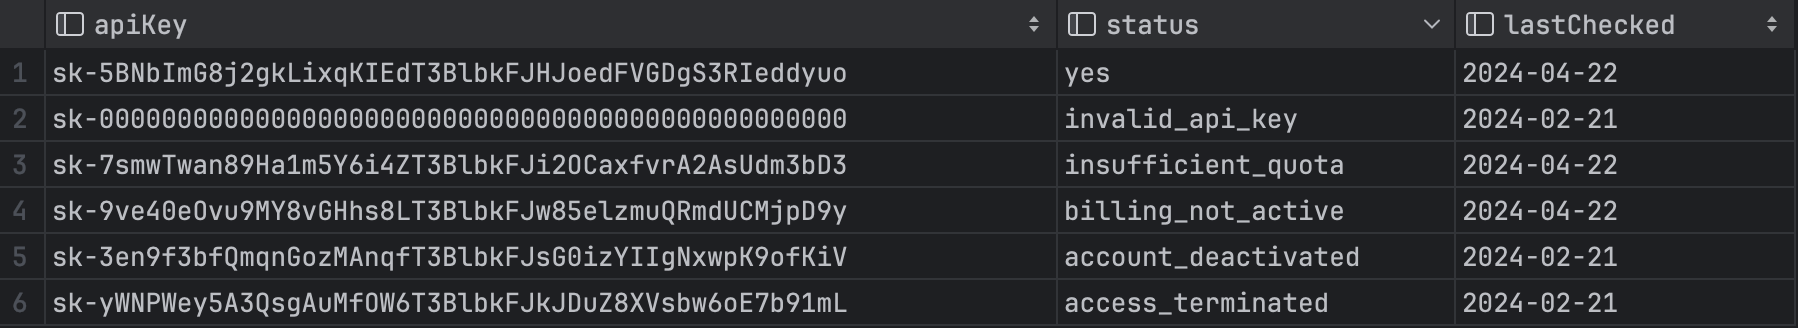 apiKey status lastChecked
1 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 yes 2024-04-22
2 sk-000000000000000000000000000000000000000000000000 invalid_api_key 2024-02-21
3 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 insufficient_quota 2024-04-22
4 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 billing_not_active 2024-04-22
5 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 account_deactivated 2024-02-21
6 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 access_terminated 2024-02-21